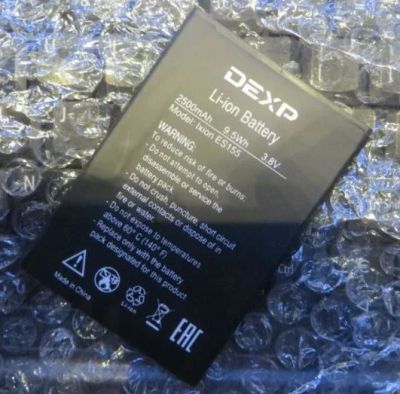 DEXP
Li-ion Battery
2500mAh 9.5Wh 3.8V
Model: Ixion ES155
WARNING:
To reduce risk of fire or burns:
- Do not attempt to open,
disassemble or service
battery pack.
- Do not crush, puncture, short circuit
external contacts or dispose of in
fire or water.
- Do not expose to temperatures
above 60° C (140° F)
- Replace only with the battery
pack designated for this equipment.
Made in China
Li-ion
EAC
J
N